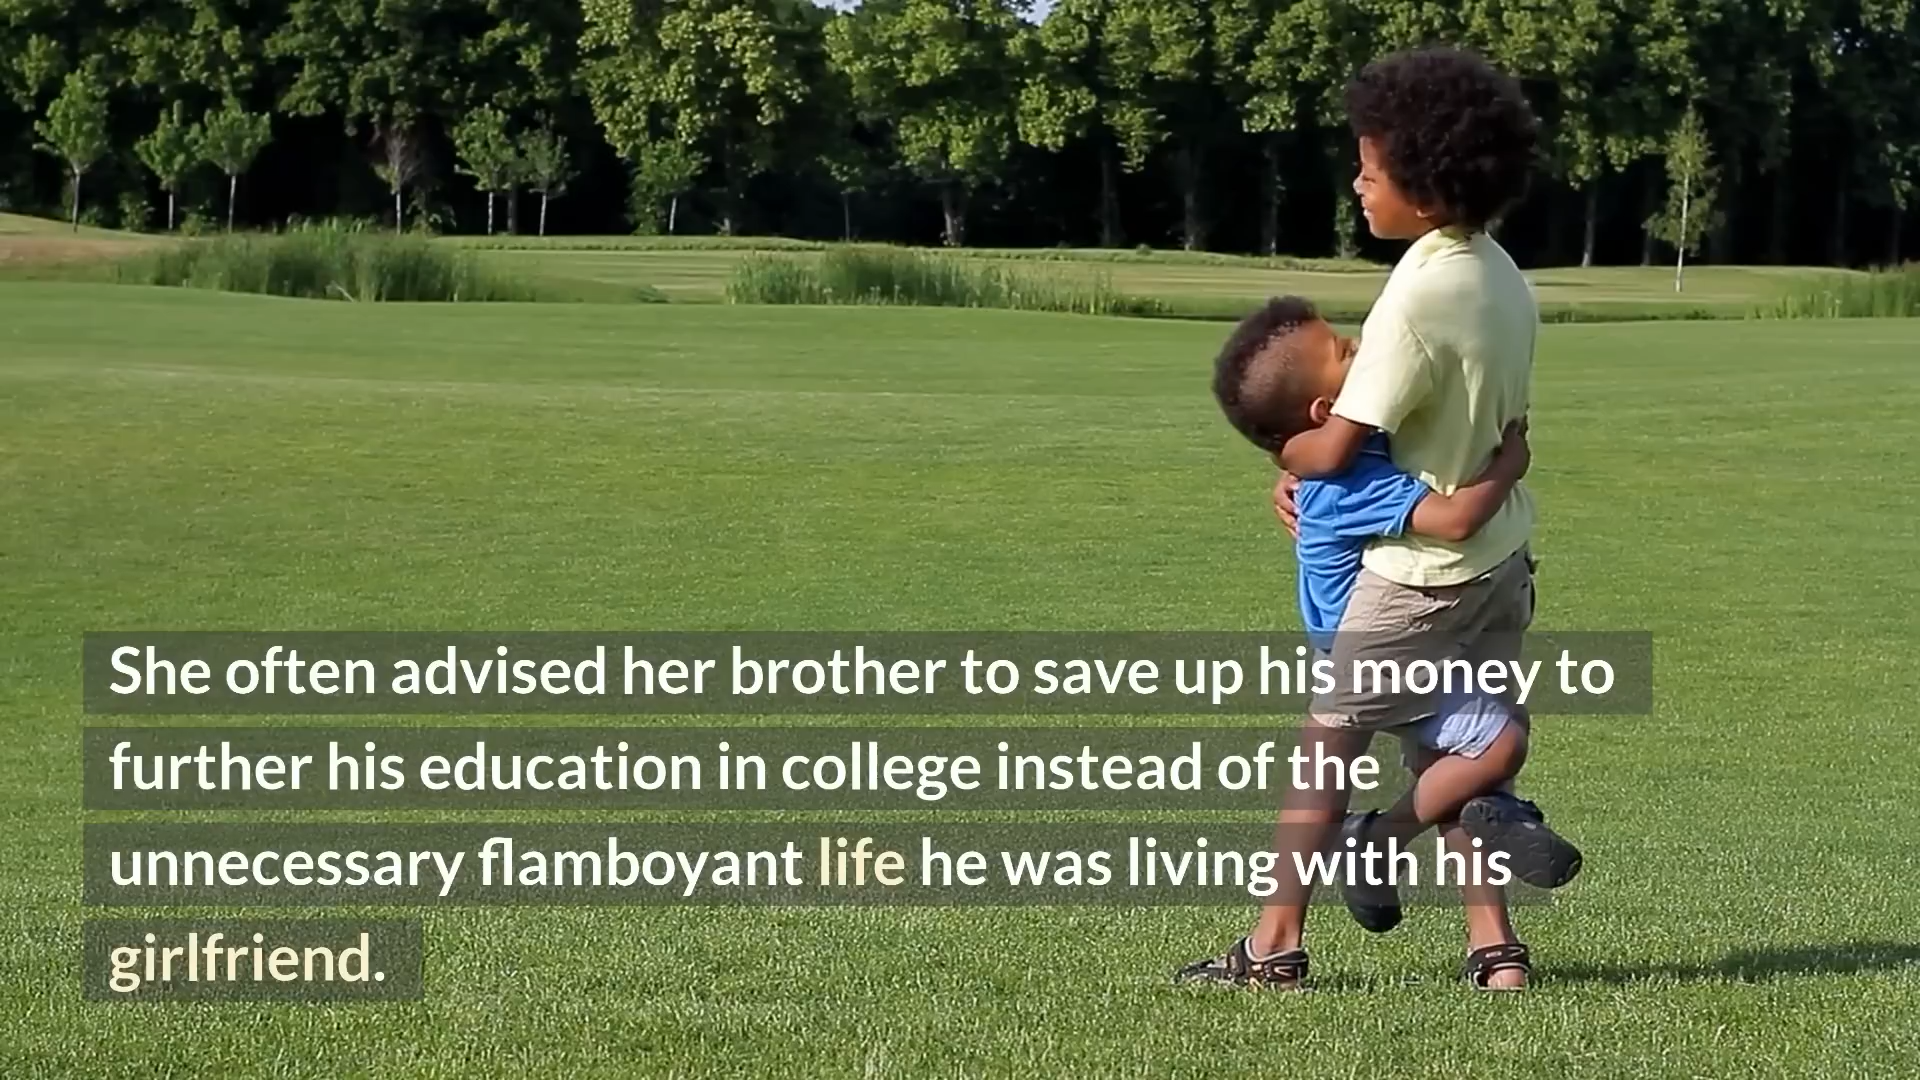 She often advised her brother to save up his money to
further his education in college instead of the
unnecessary flamboyant life he was living with his
girlfriend.